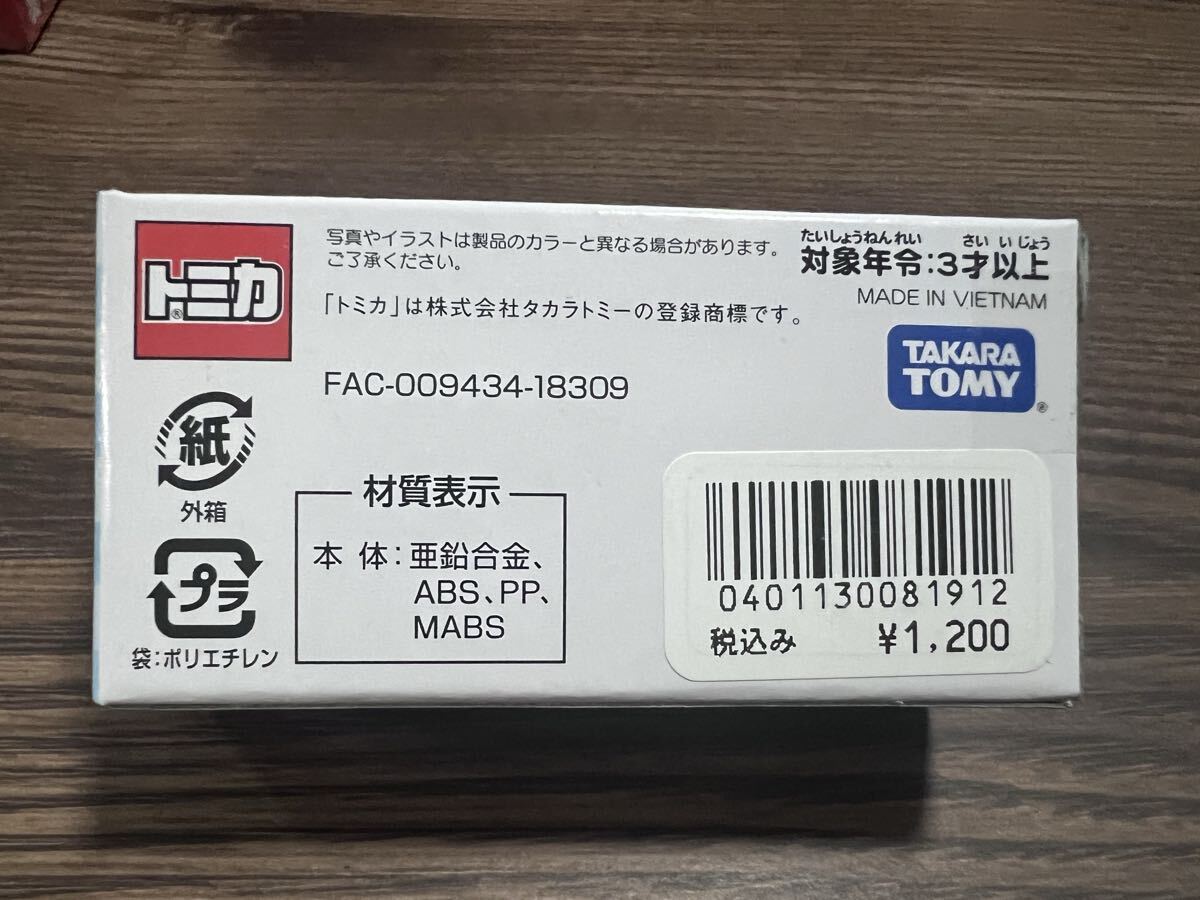 トミカ®
写真やイラストは製品のカラーと異なる場合があります。
ご了承ください。
「トミカ」は株式会社タカラトミーの登録商標です。
たいしょうねんれい さい いじょう
対象年令:3才以上
MADE IN VIETNAM
TAKARA
TOMY®
FAC-009434-18309
紙
外箱
プラ
袋:ポリエチレン
材質表示
本 体:亜鉛合金、
ABS、PP、
MABS
0401130081912
税込み ¥1,200